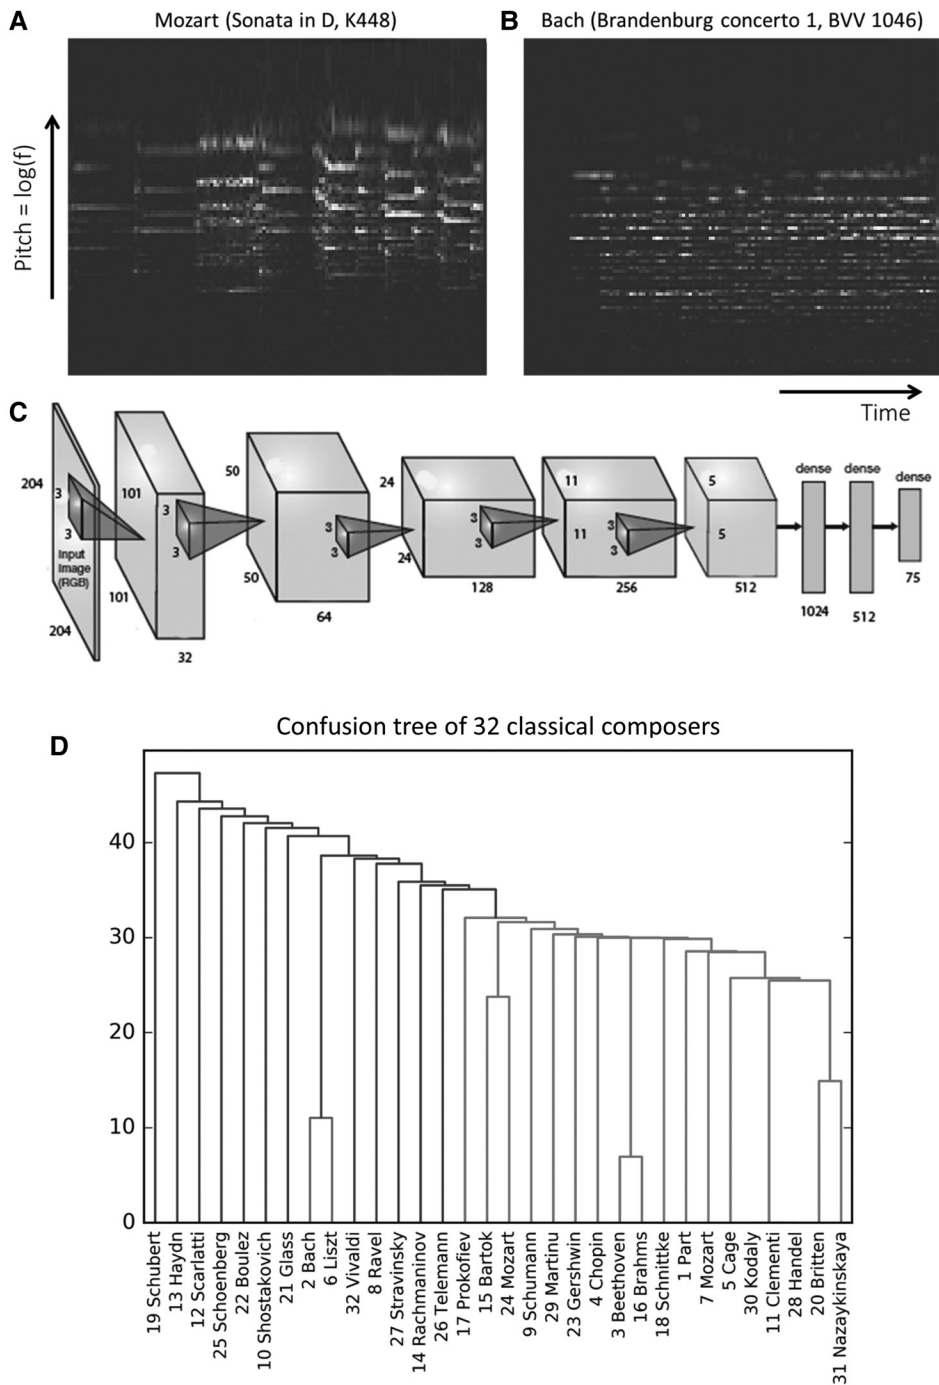 A
Mozart (Sonata in D, K448)
B
Bach (Brandenburg concerto 1, BVV 1046)
Pitch = log(f)
Time
C
204
3
3
Input
Image
(RGB)
204
101
3
3
101
32
50
3
3
50
64
24
3
3
24
128
11
3
11
3
256
5
5
512
dense
1024
dense
512
dense
75
Confusion tree of 32 classical composers
D
40
30
20
10
0
19 Schubert
13 Haydn
12 Scarlatti
25 Schoenberg
22 Boulez
10 Shostakovich
21 Glass
2 Bach
6 Liszt
32 Vivaldi
8 Ravel
27 Stravinsky
14 Rachmaninov
26 Telemann
17 Prokofiev
15 Bartok
24 Mozart
9 Schumann
29 Martinu
23 Gershwin
4 Chopin
3 Beethoven
16 Brahms
18 Schnittke
1 Part
7 Mozart
5 Cage
30 Kodaly
11 Clementi
28 Handel
20 Britten
31 Nazaykinskaya